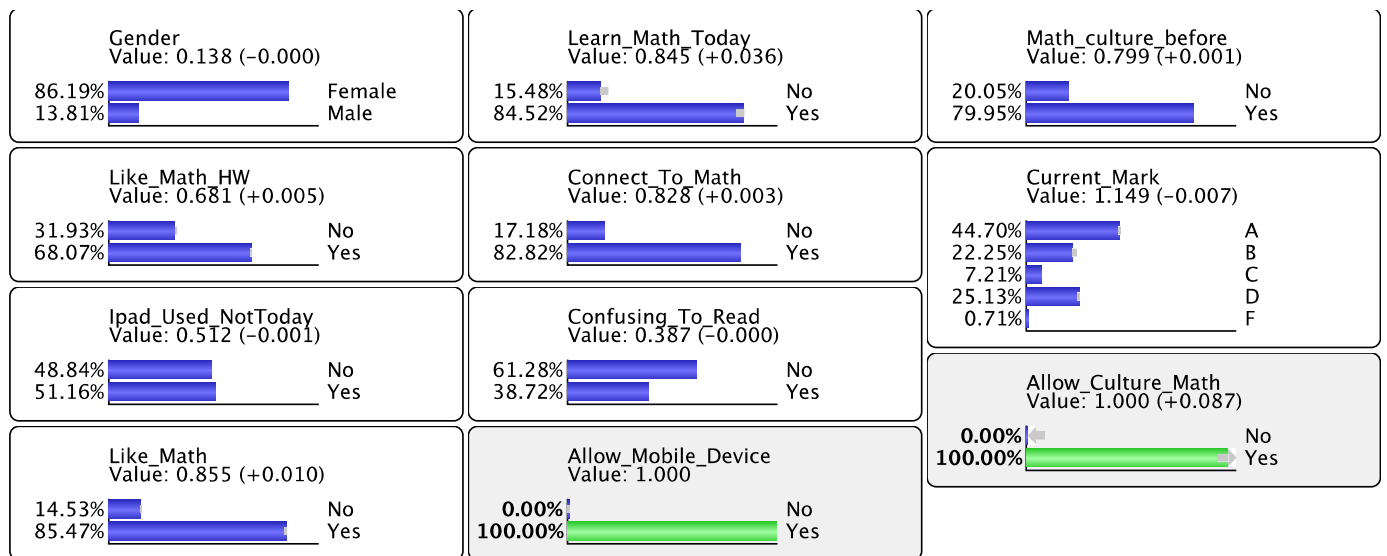 Gender
Value: 0.138 (−0.000)
86.19% Female
13.81% Male
Like_Math_HW
Value: 0.681 (+0.005)
31.93% No
68.07% Yes
Ipad_Used_NotToday
Value: 0.512 (−0.001)
48.84% No
51.16% Yes
Like_Math
Value: 0.855 (+0.010)
14.53% No
85.47% Yes
Learn_Math_Today
Value: 0.845 (+0.036)
15.48% No
84.52% Yes
Connect_To_Math
Value: 0.828 (+0.003)
17.18% No
82.82% Yes
Confusing_To_Read
Value: 0.387 (−0.000)
61.28% No
38.72% Yes
Allow_Mobile_Device
Value: 1.000
0.00% No
100.00% Yes
Math_culture_before
Value: 0.799 (+0.001)
20.05% No
79.95% Yes
Current_Mark
Value: 1.149 (−0.007)
44.70% A
22.25% B
7.21% C
25.13% D
0.71% F
Allow_Culture_Math
Value: 1.000 (+0.087)
0.00% No
100.00% Yes